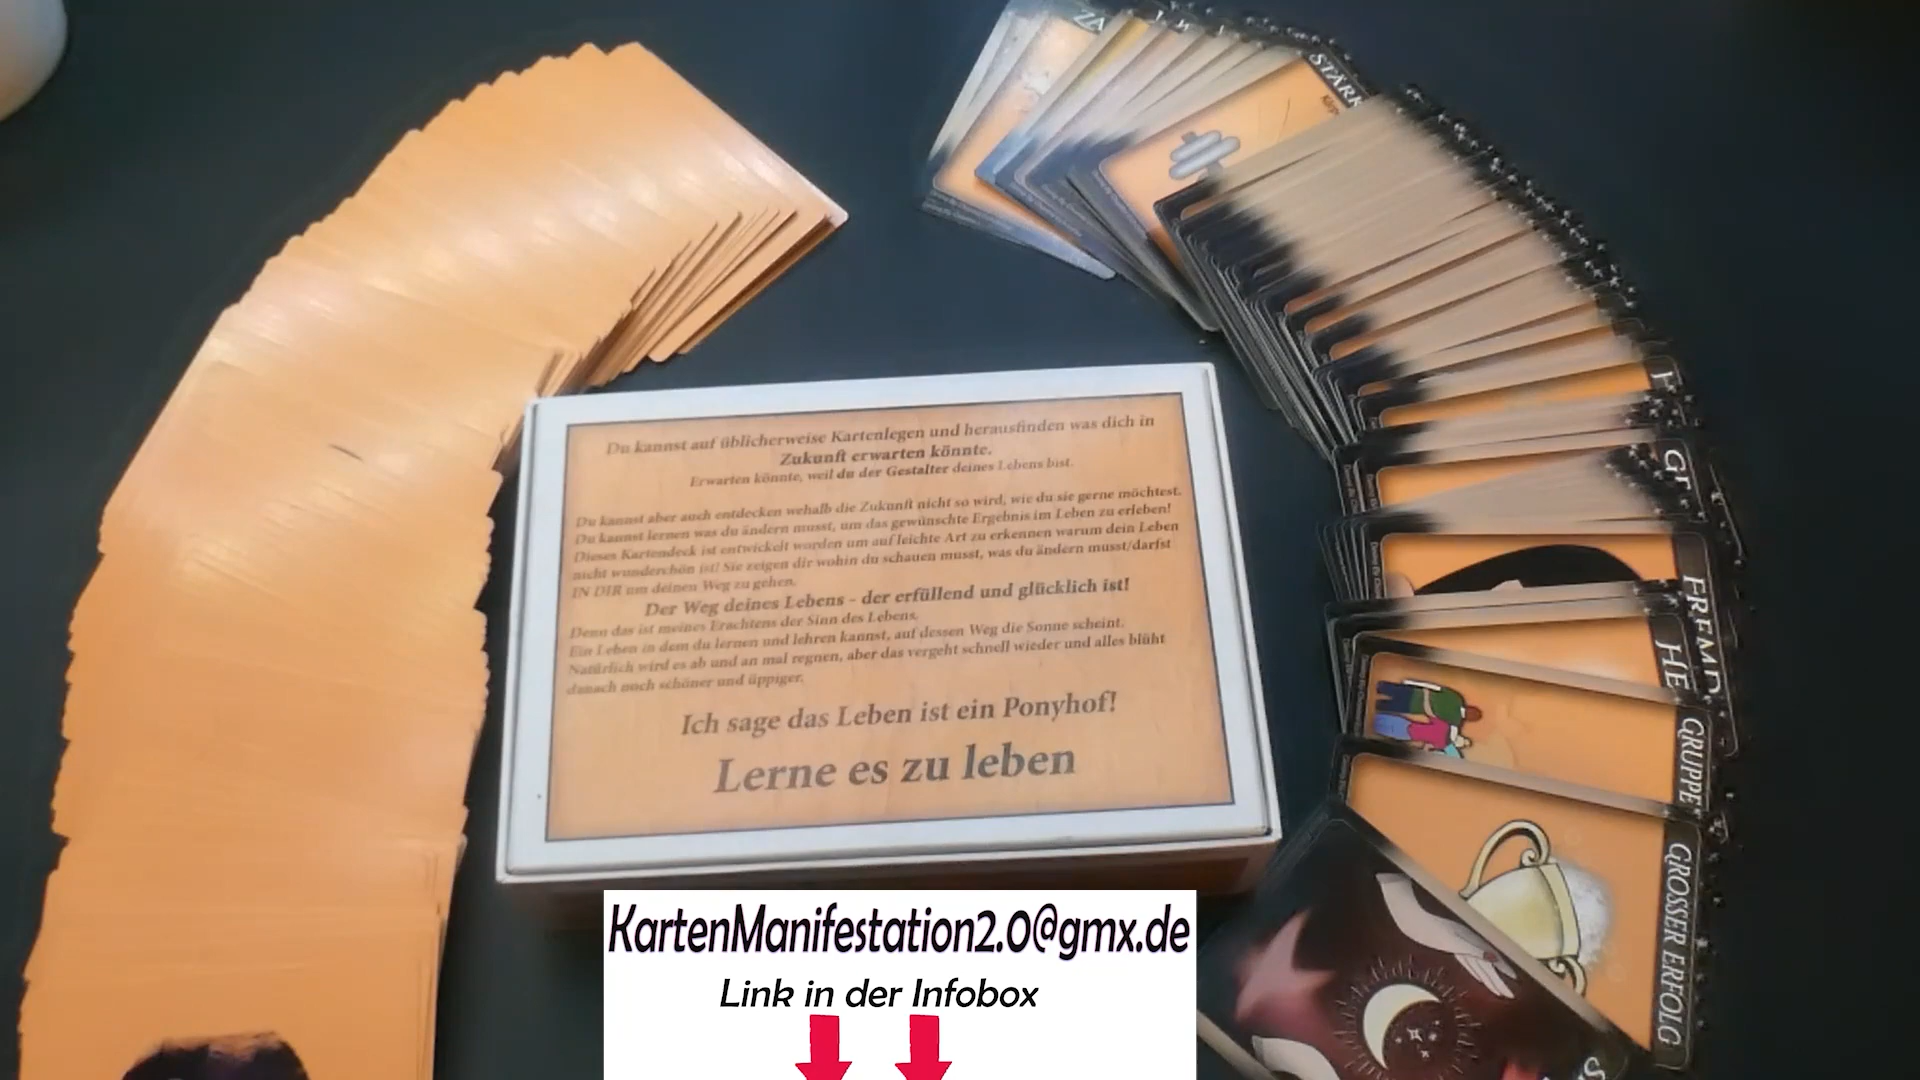 STÄRK
Du kannst auf üblicherweise Kartenlegen und herausfinden was dich in
Zukunft erwarten könnte.
Erwarten könnte, weil du der Gestalter deines Lebens bist.
Du kannst aber auch entdecken wehalb die Zukunft nicht so wird, wie du sie gerne möchtest.
Du kannst lernen was du ändern musst, um das gewünschte Ergebnis im Leben zu erleben!
Dieses Kartendeck ist entwickelt worden um auf leichte Art zu erkennen warum dein Leben
nicht wunderchön ist! Sie zeigen dir wohin du schauen musst, was du ändern musst/darfst
IN DIR um deinen Weg zu gehen.
Der Weg deines Lebens - der erfüllend und glücklich ist!
Denn das ist meines Erachtens der Sinn des Lebens.
Ein Leben in dem du lernen und lehren kannst, auf dessen Weg die Sonne scheint.
Natürlich wird es ab und an mal regnen, aber das vergeht schnell wieder und alles blüht
danach noch schöner und üppiger.
Ich sage das Leben ist ein Ponyhof!
Lerne es zu leben
FREMD
HE
GRUPPE
GROSSER ERFOLG
KartenManifestation2.0@gmx.de
Link in der Infobox